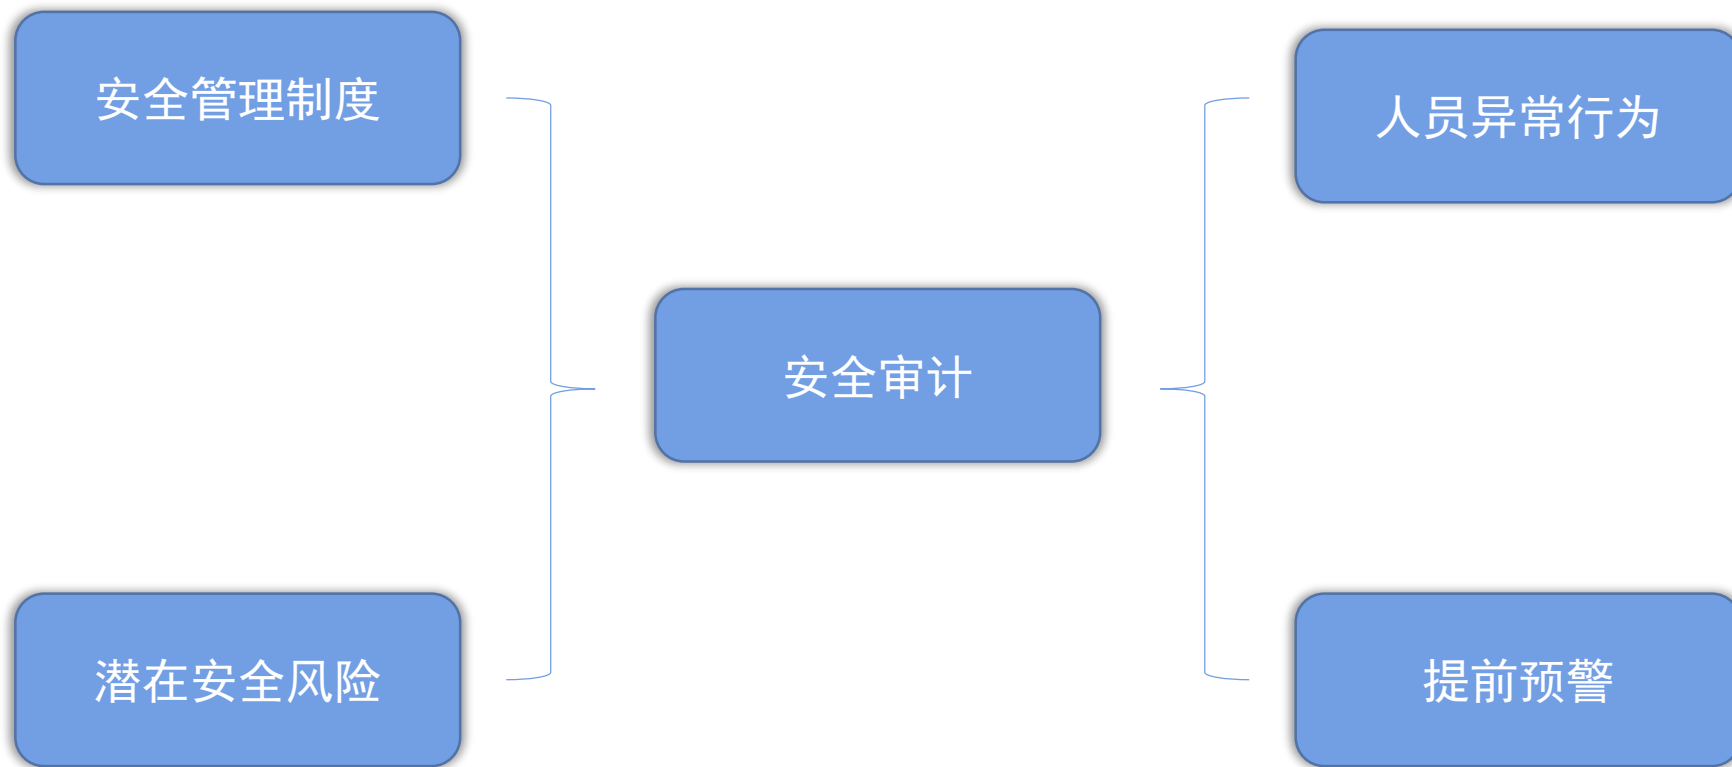 安全管理制度
人员异常行为
安全审计
潜在安全风险
提前预警